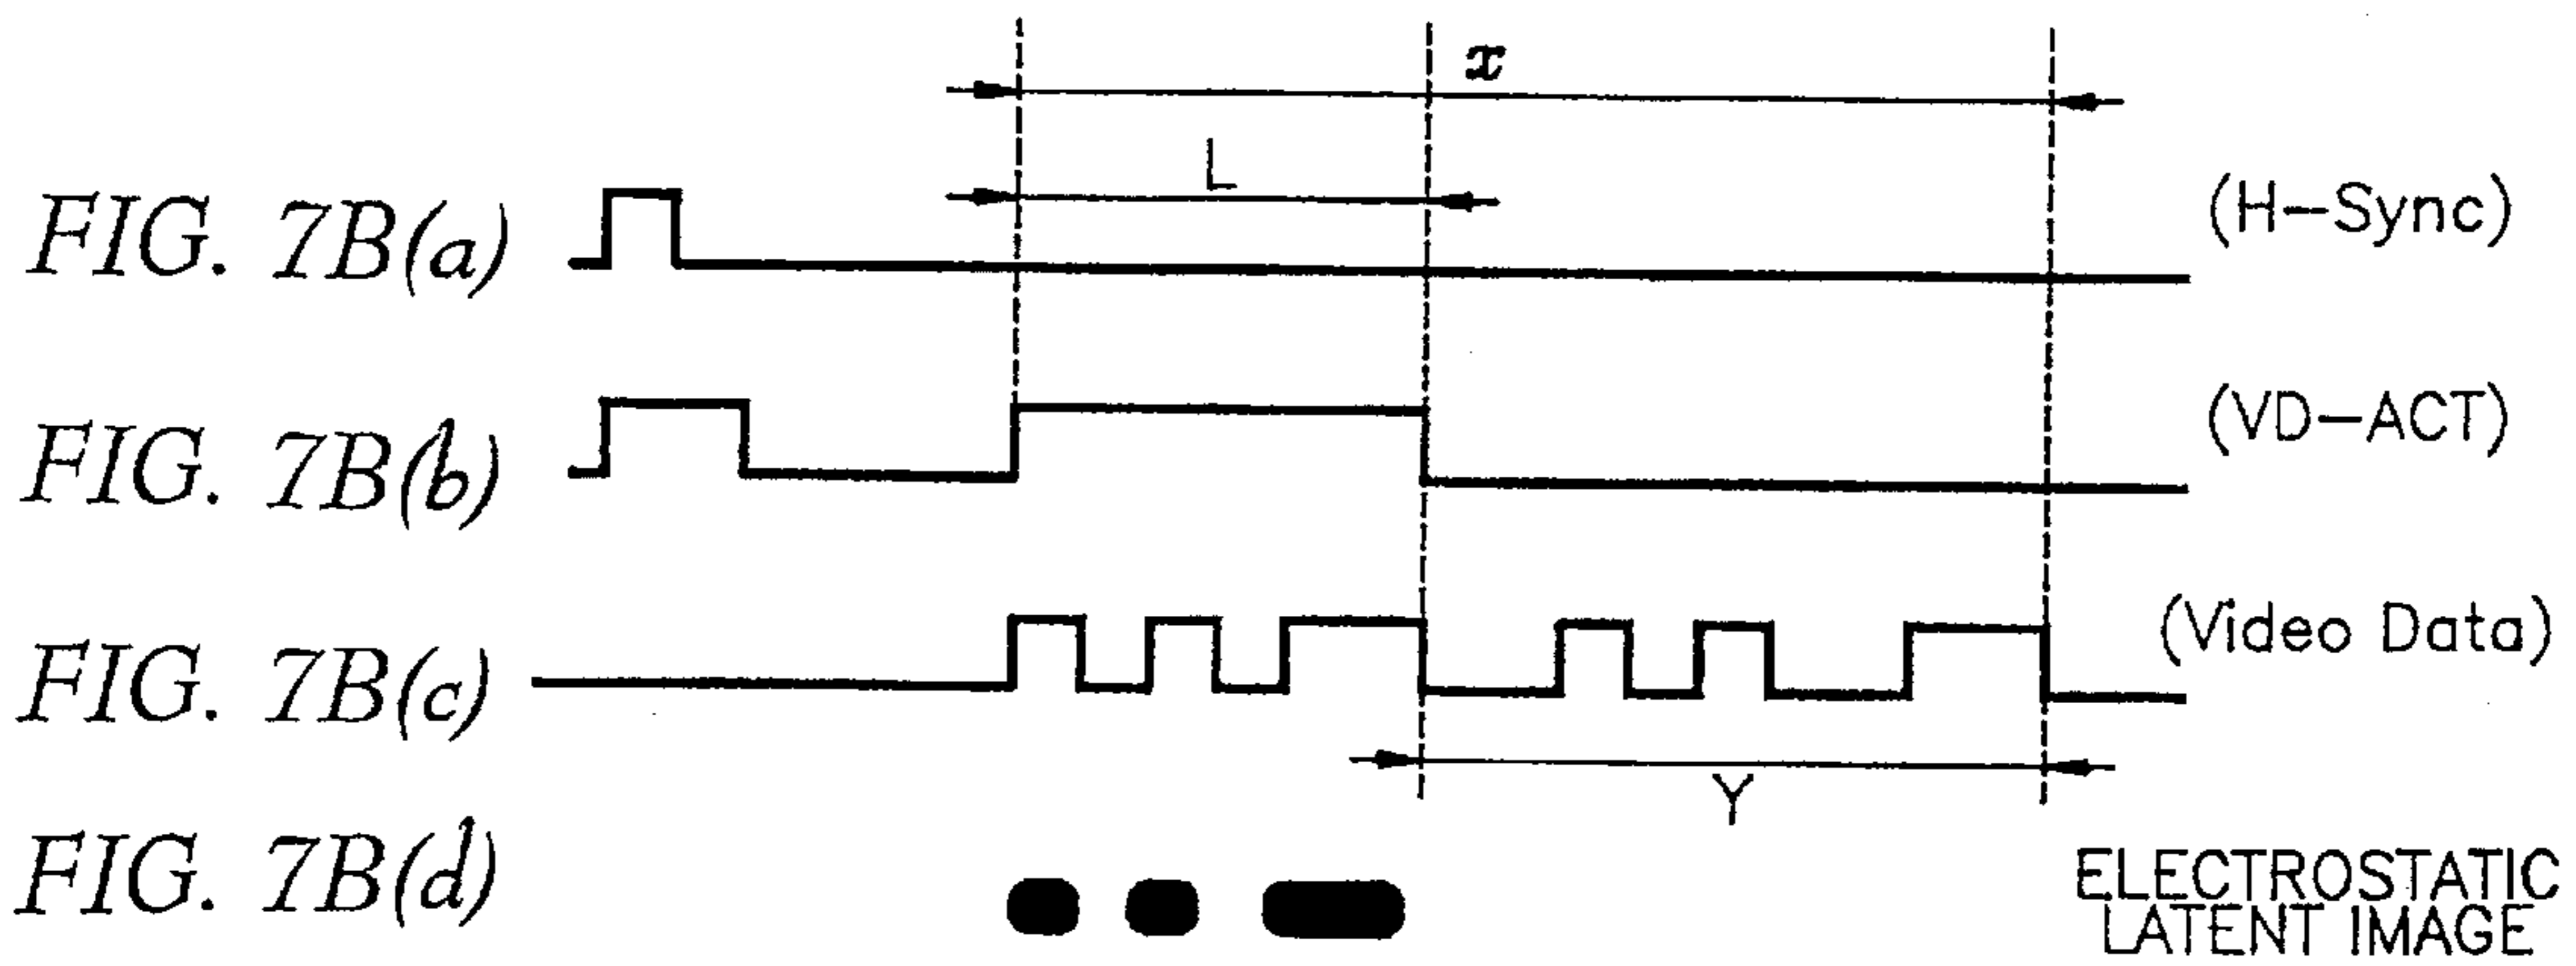 x
L
FIG. 7B(a) (H-Sync)
FIG. 7B(b) (VD-ACT)
FIG. 7B(c) (Video Data)
Y
FIG. 7B(d) ELECTROSTATIC
LATENT IMAGE